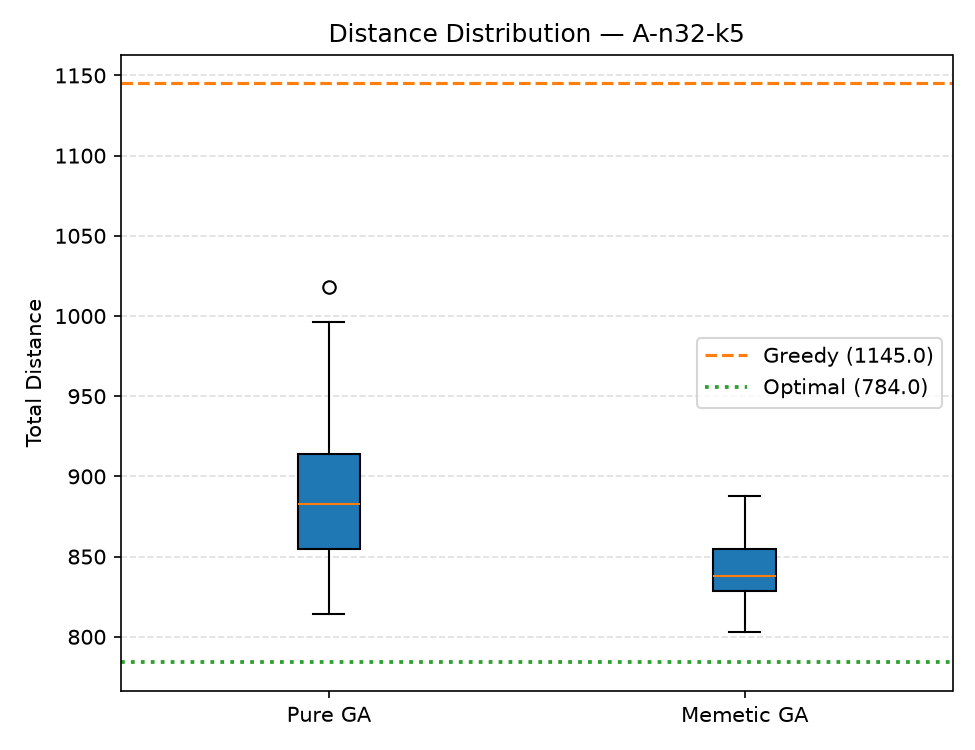 Distance Distribution — A-n32-k5
Total Distance
1150
1100
1050
1000
950
900
850
800
Greedy (1145.0)
Optimal (784.0)
Pure GA
Memetic GA